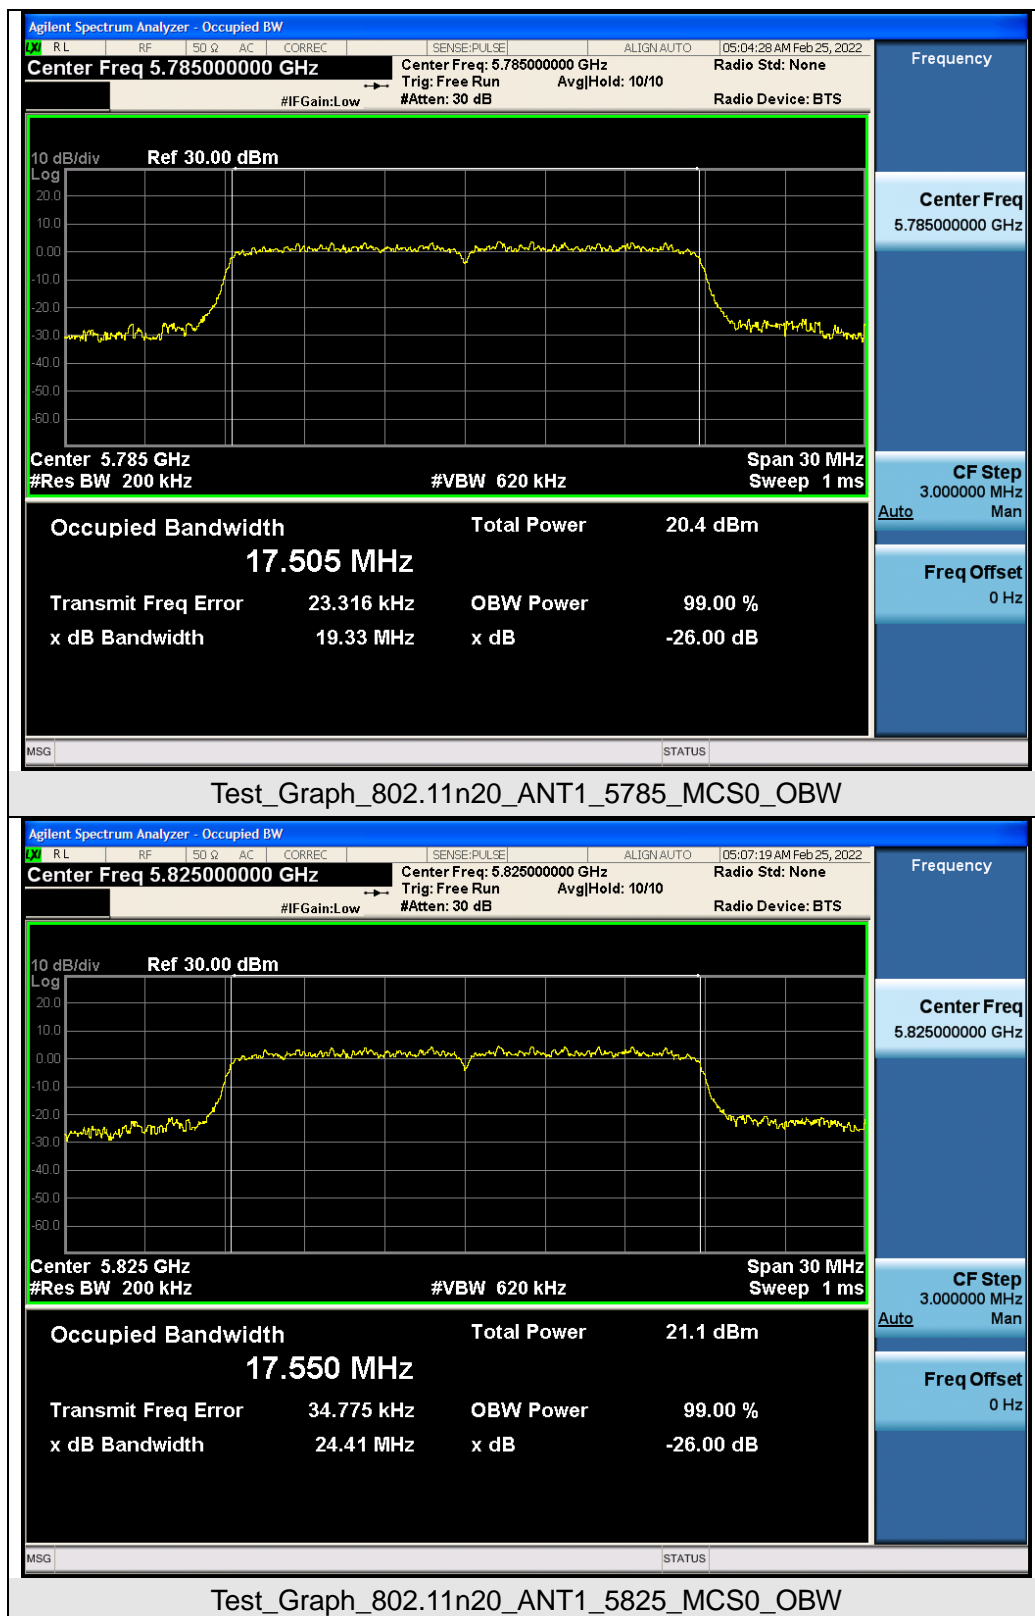 Agilent Spectrum Analyzer - Occupied BW
LXI RL RF 50 Ω AC CORREC SENSE:PULSE ALIGN AUTO 05:04:28 AM Feb 25, 2022
Center Freq 5.785000000 GHz Center Freq: 5.785000000 GHz Radio Std: None
Trig: Free Run Avg|Hold: 10/10
#IFGain:Low #Atten: 30 dB Radio Device: BTS
Frequency
10 dB/div Ref 30.00 dBm
Log
20.0
10.0
0.00
-10.0
-20.0
-30.0
-40.0
-50.0
-60.0
Center 5.785 GHz Span 30 MHz
#Res BW 200 kHz #VBW 620 kHz Sweep 1 ms
Center Freq
5.785000000 GHz
CF Step
3.000000 MHz
Auto Man
Freq Offset
0 Hz
Occupied Bandwidth Total Power 20.4 dBm
17.505 MHz
Transmit Freq Error 23.316 kHz OBW Power 99.00 %
x dB Bandwidth 19.33 MHz x dB -26.00 dB
MSG STATUS
Test_Graph_802.11n20_ANT1_5785_MCS0_OBW
Agilent Spectrum Analyzer - Occupied BW
LXI RL RF 50 Ω AC CORREC SENSE:PULSE ALIGN AUTO 05:07:19 AM Feb 25, 2022
Center Freq 5.825000000 GHz Center Freq: 5.825000000 GHz Radio Std: None
Trig: Free Run Avg|Hold: 10/10
#IFGain:Low #Atten: 30 dB Radio Device: BTS
Frequency
10 dB/div Ref 30.00 dBm
Log
20.0
10.0
0.00
-10.0
-20.0
-30.0
-40.0
-50.0
-60.0
Center 5.825 GHz Span 30 MHz
#Res BW 200 kHz #VBW 620 kHz Sweep 1 ms
Center Freq
5.825000000 GHz
CF Step
3.000000 MHz
Auto Man
Freq Offset
0 Hz
Occupied Bandwidth Total Power 21.1 dBm
17.550 MHz
Transmit Freq Error 34.775 kHz OBW Power 99.00 %
x dB Bandwidth 24.41 MHz x dB -26.00 dB
MSG STATUS
Test_Graph_802.11n20_ANT1_5825_MCS0_OBW